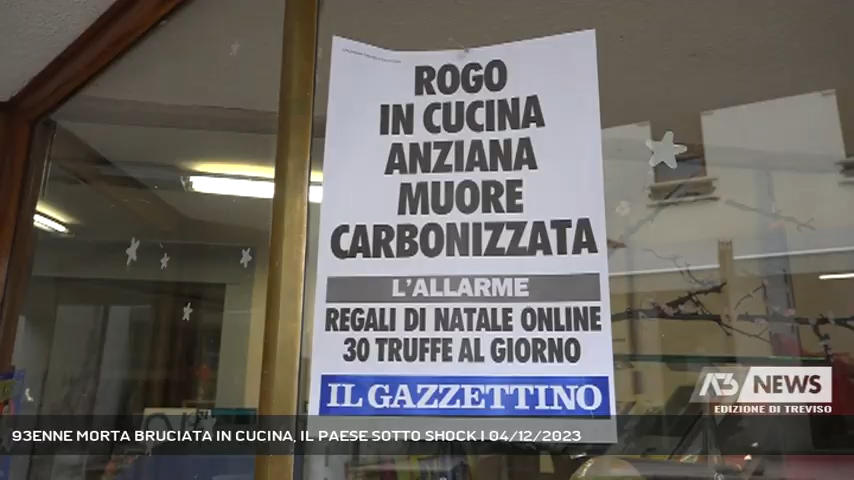 ROGO
IN CUCINA
ANZIANA
MUORE
CARBONIZZATA
L'ALLARME
REGALI DI NATALE ONLINE
30 TRUFFE AL GIORNO
IL GAZZETTINO
A3 NEWS
EDIZIONE DI TREVISO
93ENNE MORTA BRUCIATA IN CUCINA, IL PAESE SOTTO SHOCK | 04/12/2023